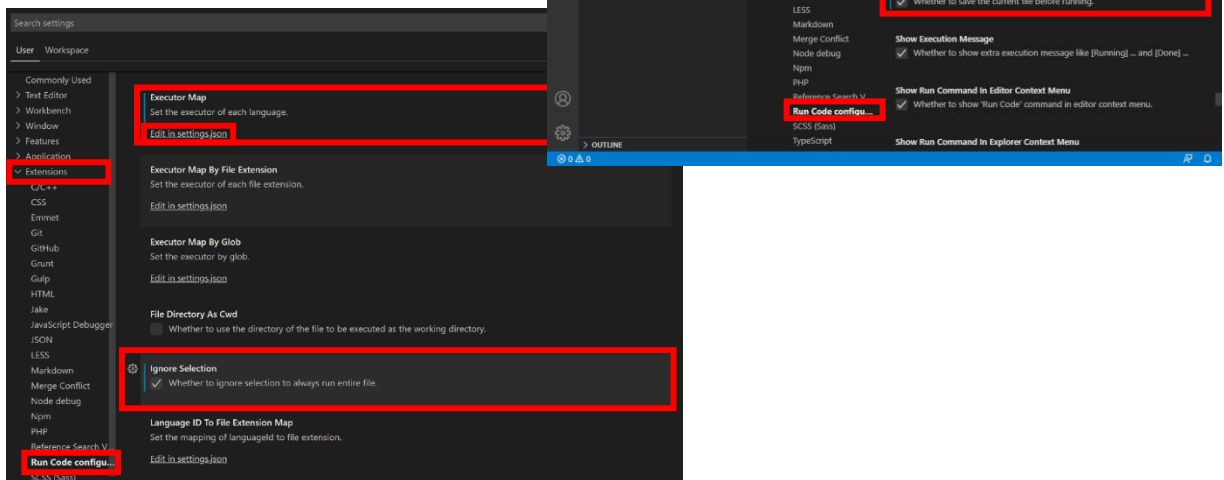 Search settings
User Workspace
Commonly Used
> Text Editor
> Workbench
> Window
> Features
> Application
Extensions
C/C++
CSS
Emmet
Git
GitHub
Grunt
Gulp
HTML
Jake
JavaScript Debugger
JSON
LESS
Markdown
Merge Conflict
Node debug
Npm
PHP
Reference Search V...
Run Code configu...
SCSS (Sass)
Executor Map
Set the executor of each language.
Edit in settings.json
Executor Map By File Extension
Set the executor of each file extension.
Edit in settings.json
Executor Map By Glob
Set the executor by glob.
Edit in settings.json
File Directory As Cwd
Whether to use the directory of the file to be executed as the working directory.
Ignore Selection
Whether to ignore selection to always run entire file.
Language ID To File Extension Map
Set the mapping of languageId to file extension.
Edit in settings.json
> OUTLINE
0 0
LESS
Markdown
Merge Conflict
Node debug
Npm
PHP
Reference Search V...
Run Code configu...
SCSS (Sass)
TypeScript
Whether to save the current file before running.
Show Execution Message
Whether to show extra execution message like [Running] ... and [Done] ...
Show Run Command In Editor Context Menu
Whether to show 'Run Code' command in editor context menu.
Show Run Command In Explorer Context Menu